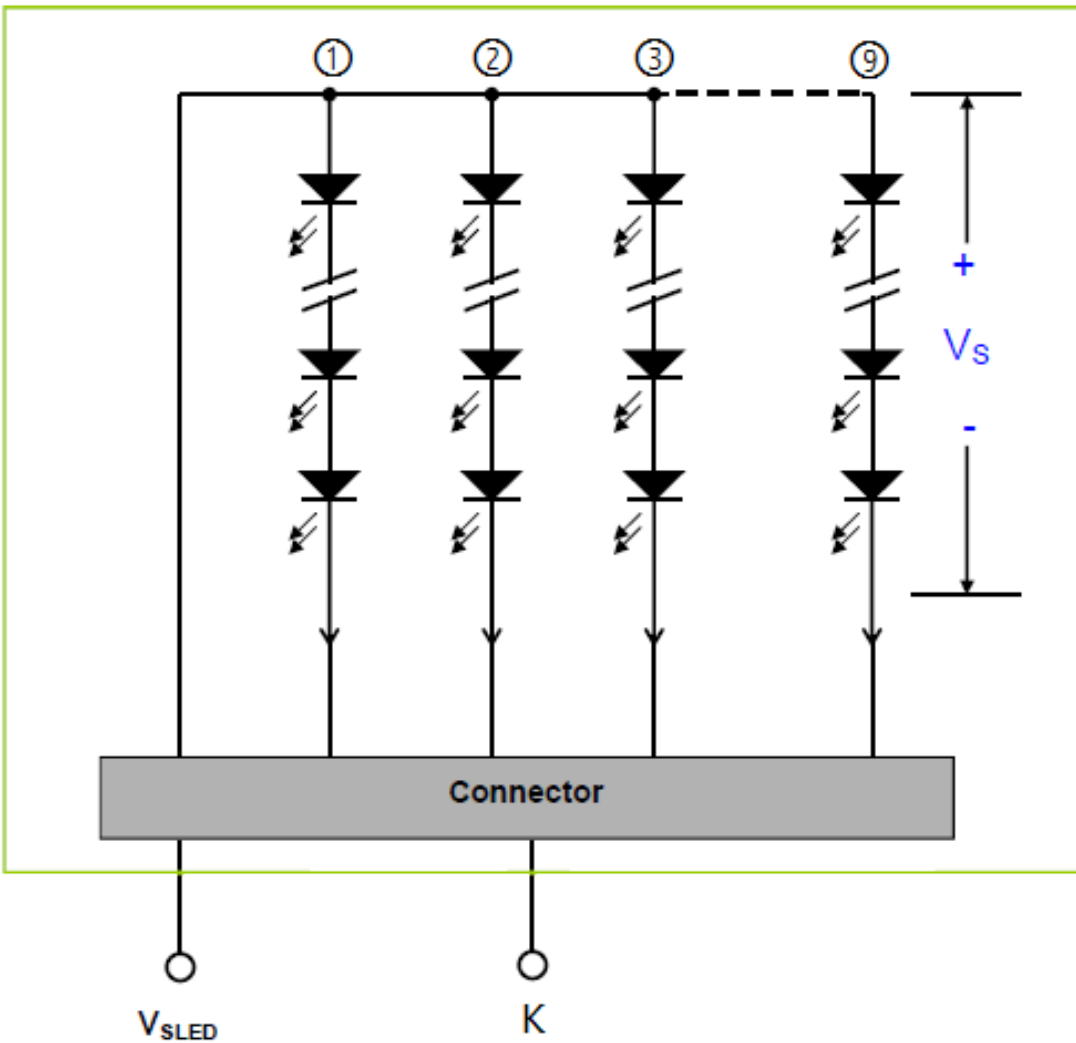 ① ② ③ ⑨
+
VS
-
Connector
VSLED
K